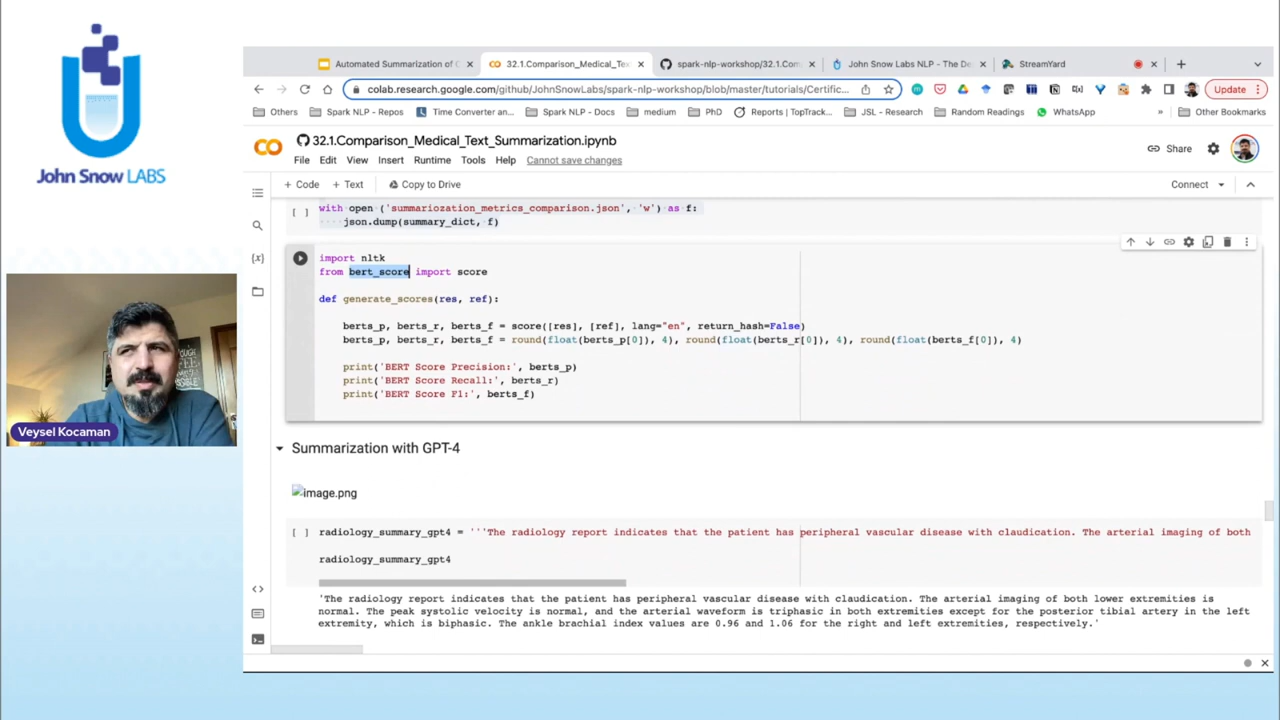 John Snow LABS
Veysel Kocaman
Automated Summarization of C
32.1.Comparison_Medical_Tex
spark-nlp-workshop/32.1.Com
John Snow Labs NLP - The De
StreamYard
colab.research.google.com/github/JohnSnowLabs/spark-nlp-workshop/blob/master/tutorials/Certific...
Update
Others
Spark NLP - Repos
Time Converter an...
Spark NLP - Docs
medium
PhD
Reports | TopTrack...
JSL - Research
Random Readings
WhatsApp
»
Other Bookmarks
32.1.Comparison_Medical_Text_Summarization.ipynb
File Edit View Insert Runtime Tools Help Cannot save changes
Share
+ Code + Text Copy to Drive
Connect
with open ('summariozation_metrics_comparison.json', 'w') as f:
[ ]
json.dump(summary_dict, f)
{x}
import nltk
from bert_score import score
def generate_scores(res, ref):
berts_p, berts_r, berts_f = score([res], [ref], lang="en", return_hash=False)
berts_p, berts_r, berts_f = round(float(berts_p[0]), 4), round(float(berts_r[0]), 4), round(float(berts_f[0]), 4)
print('BERT Score Precision:', berts_p)
print('BERT Score Recall:', berts_r)
print('BERT Score F1:', berts_f)
Summarization with GPT-4
image.png
[ ] radiology_summary_gpt4 = '''The radiology report indicates that the patient has peripheral vascular disease with claudication. The arterial imaging of both
radiology_summary_gpt4
'The radiology report indicates that the patient has peripheral vascular disease with claudication. The arterial imaging of both lower extremities is
normal. The peak systolic velocity is normal, and the arterial waveform is triphasic in both extremities except for the posterior tibial artery in the left
extremity, which is biphasic. The ankle brachial index values are 0.96 and 1.06 for the right and left extremities, respectively.'